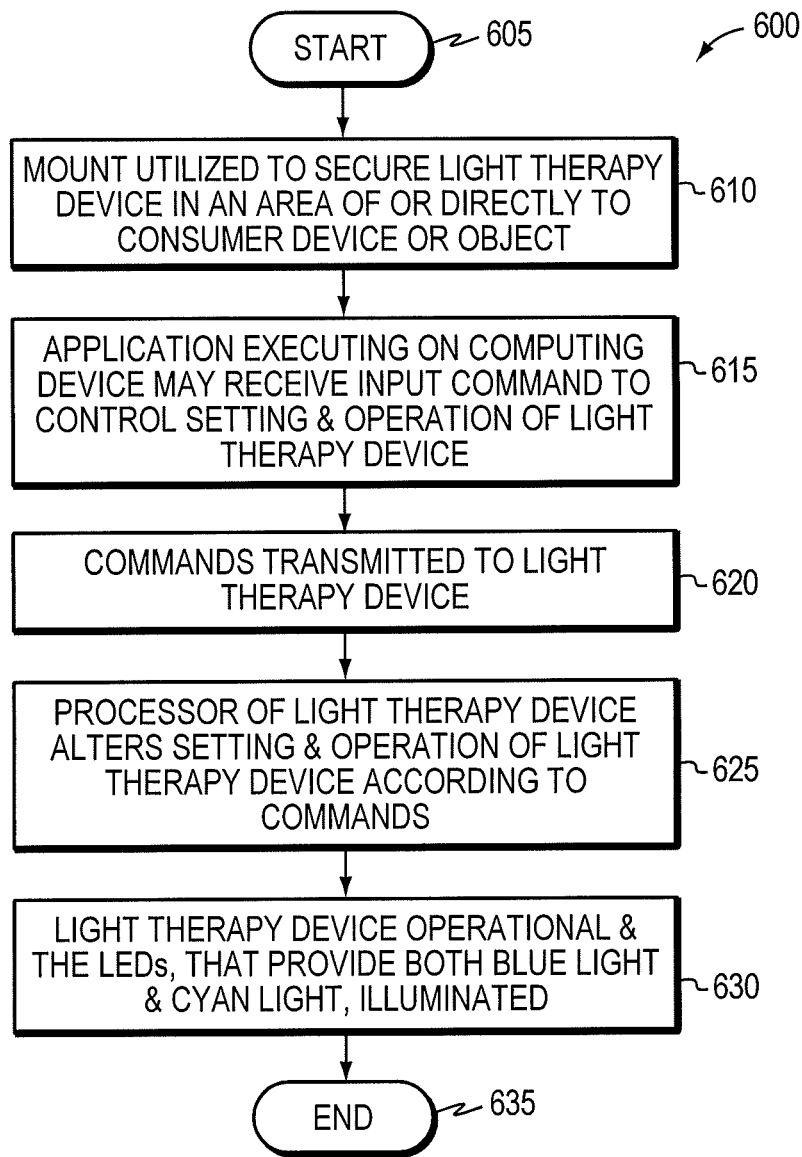 START
605
600
MOUNT UTILIZED TO SECURE LIGHT THERAPY
DEVICE IN AN AREA OF OR DIRECTLY TO
CONSUMER DEVICE OR OBJECT
610
APPLICATION EXECUTING ON COMPUTING
DEVICE MAY RECEIVE INPUT COMMAND TO
CONTROL SETTING & OPERATION OF LIGHT
THERAPY DEVICE
615
COMMANDS TRANSMITTED TO LIGHT
THERAPY DEVICE
620
PROCESSOR OF LIGHT THERAPY DEVICE
ALTERS SETTING & OPERATION OF LIGHT
THERAPY DEVICE ACCORDING TO
COMMANDS
625
LIGHT THERAPY DEVICE OPERATIONAL &
THE LEDs, THAT PROVIDE BOTH BLUE LIGHT
& CYAN LIGHT, ILLUMINATED
630
END
635